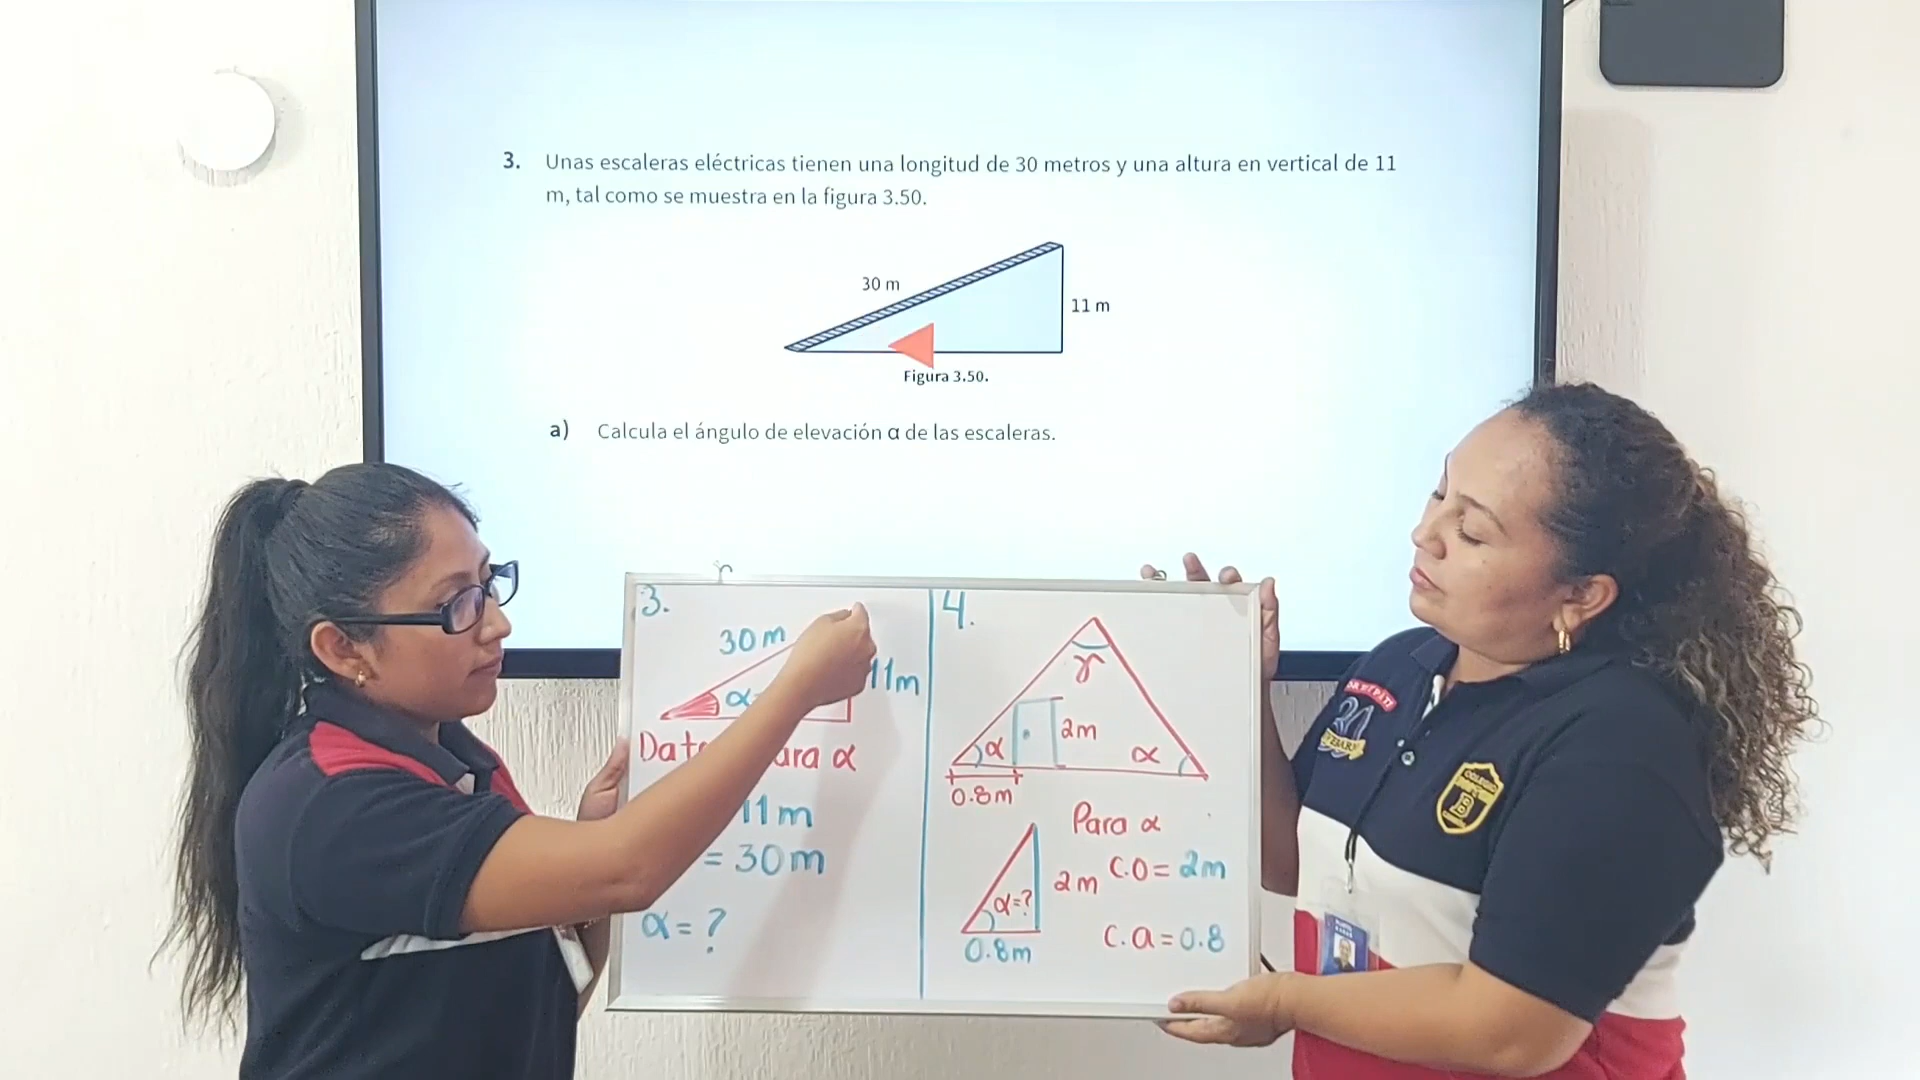 3. Unas escaleras eléctricas tienen una longitud de 30 metros y una altura en vertical de 11
m, tal como se muestra en la figura 3.50.
30 m
11 m
Figura 3.50.
a) Calcula el ángulo de elevación α de las escaleras.
3.
30 m
11m
α
ara α
11m
= 30m
α = ?
4.
γ
α
2m
α
0.8m
Para α
2m
C.O = 2m
α=?
0.8m
C.a = 0.8